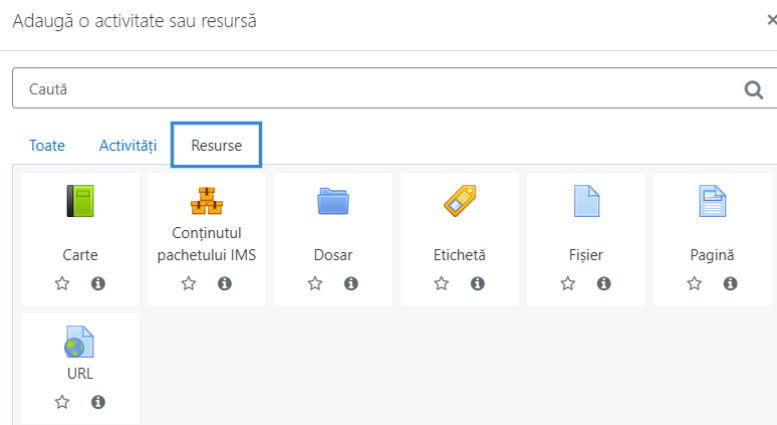 Adaugă o activitate sau resursă
Caută
Toate Activități Resurse
Carte
Conținutul
pachetului IMS
Dosar
Etichetă
Fișier
Pagină
URL